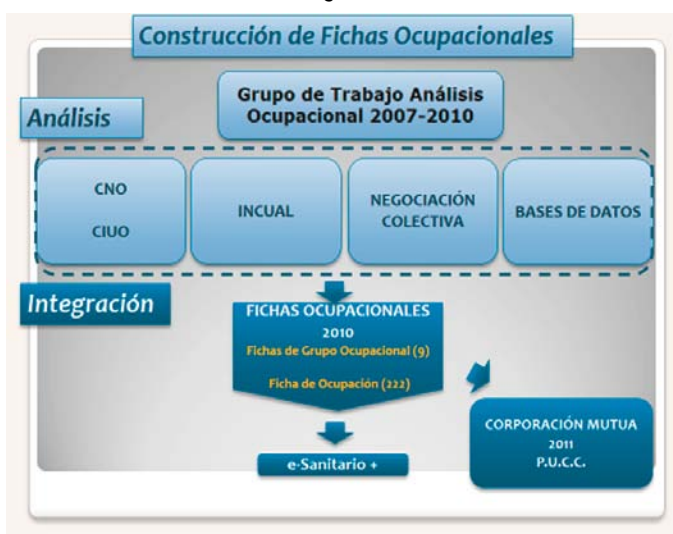 Construcción de Fichas Ocupacionales
Grupo de Trabajo Análisis
Ocupacional 2007-2010
Análisis
CNO
CIUO
INCUAL
NEGOCIACIÓN
COLECTIVA
BASES DE DATOS
Integración
FICHAS OCUPACIONALES
2010
Fichas de Grupo Ocupacional (9)
Ficha de Ocupación (222)
CORPORACIÓN MUTUA
2011
P.U.C.C.
e-Sanitario +